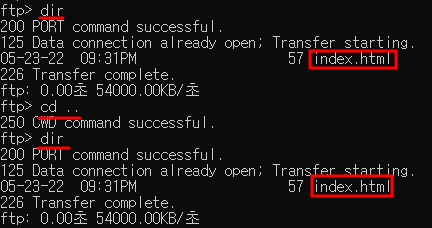 ftp> dir
200 PORT command successful.
125 Data connection already open; Transfer starting.
05-23-22  09:31PM                   57 index.html
226 Transfer complete.
ftp: 0.00초 54000.00KB/초
ftp> cd ..
250 CWD command successful.
ftp> dir
200 PORT command successful.
125 Data connection already open; Transfer starting.
05-23-22  09:31PM                   57 index.html
226 Transfer complete.
ftp: 0.00초 54000.00KB/초